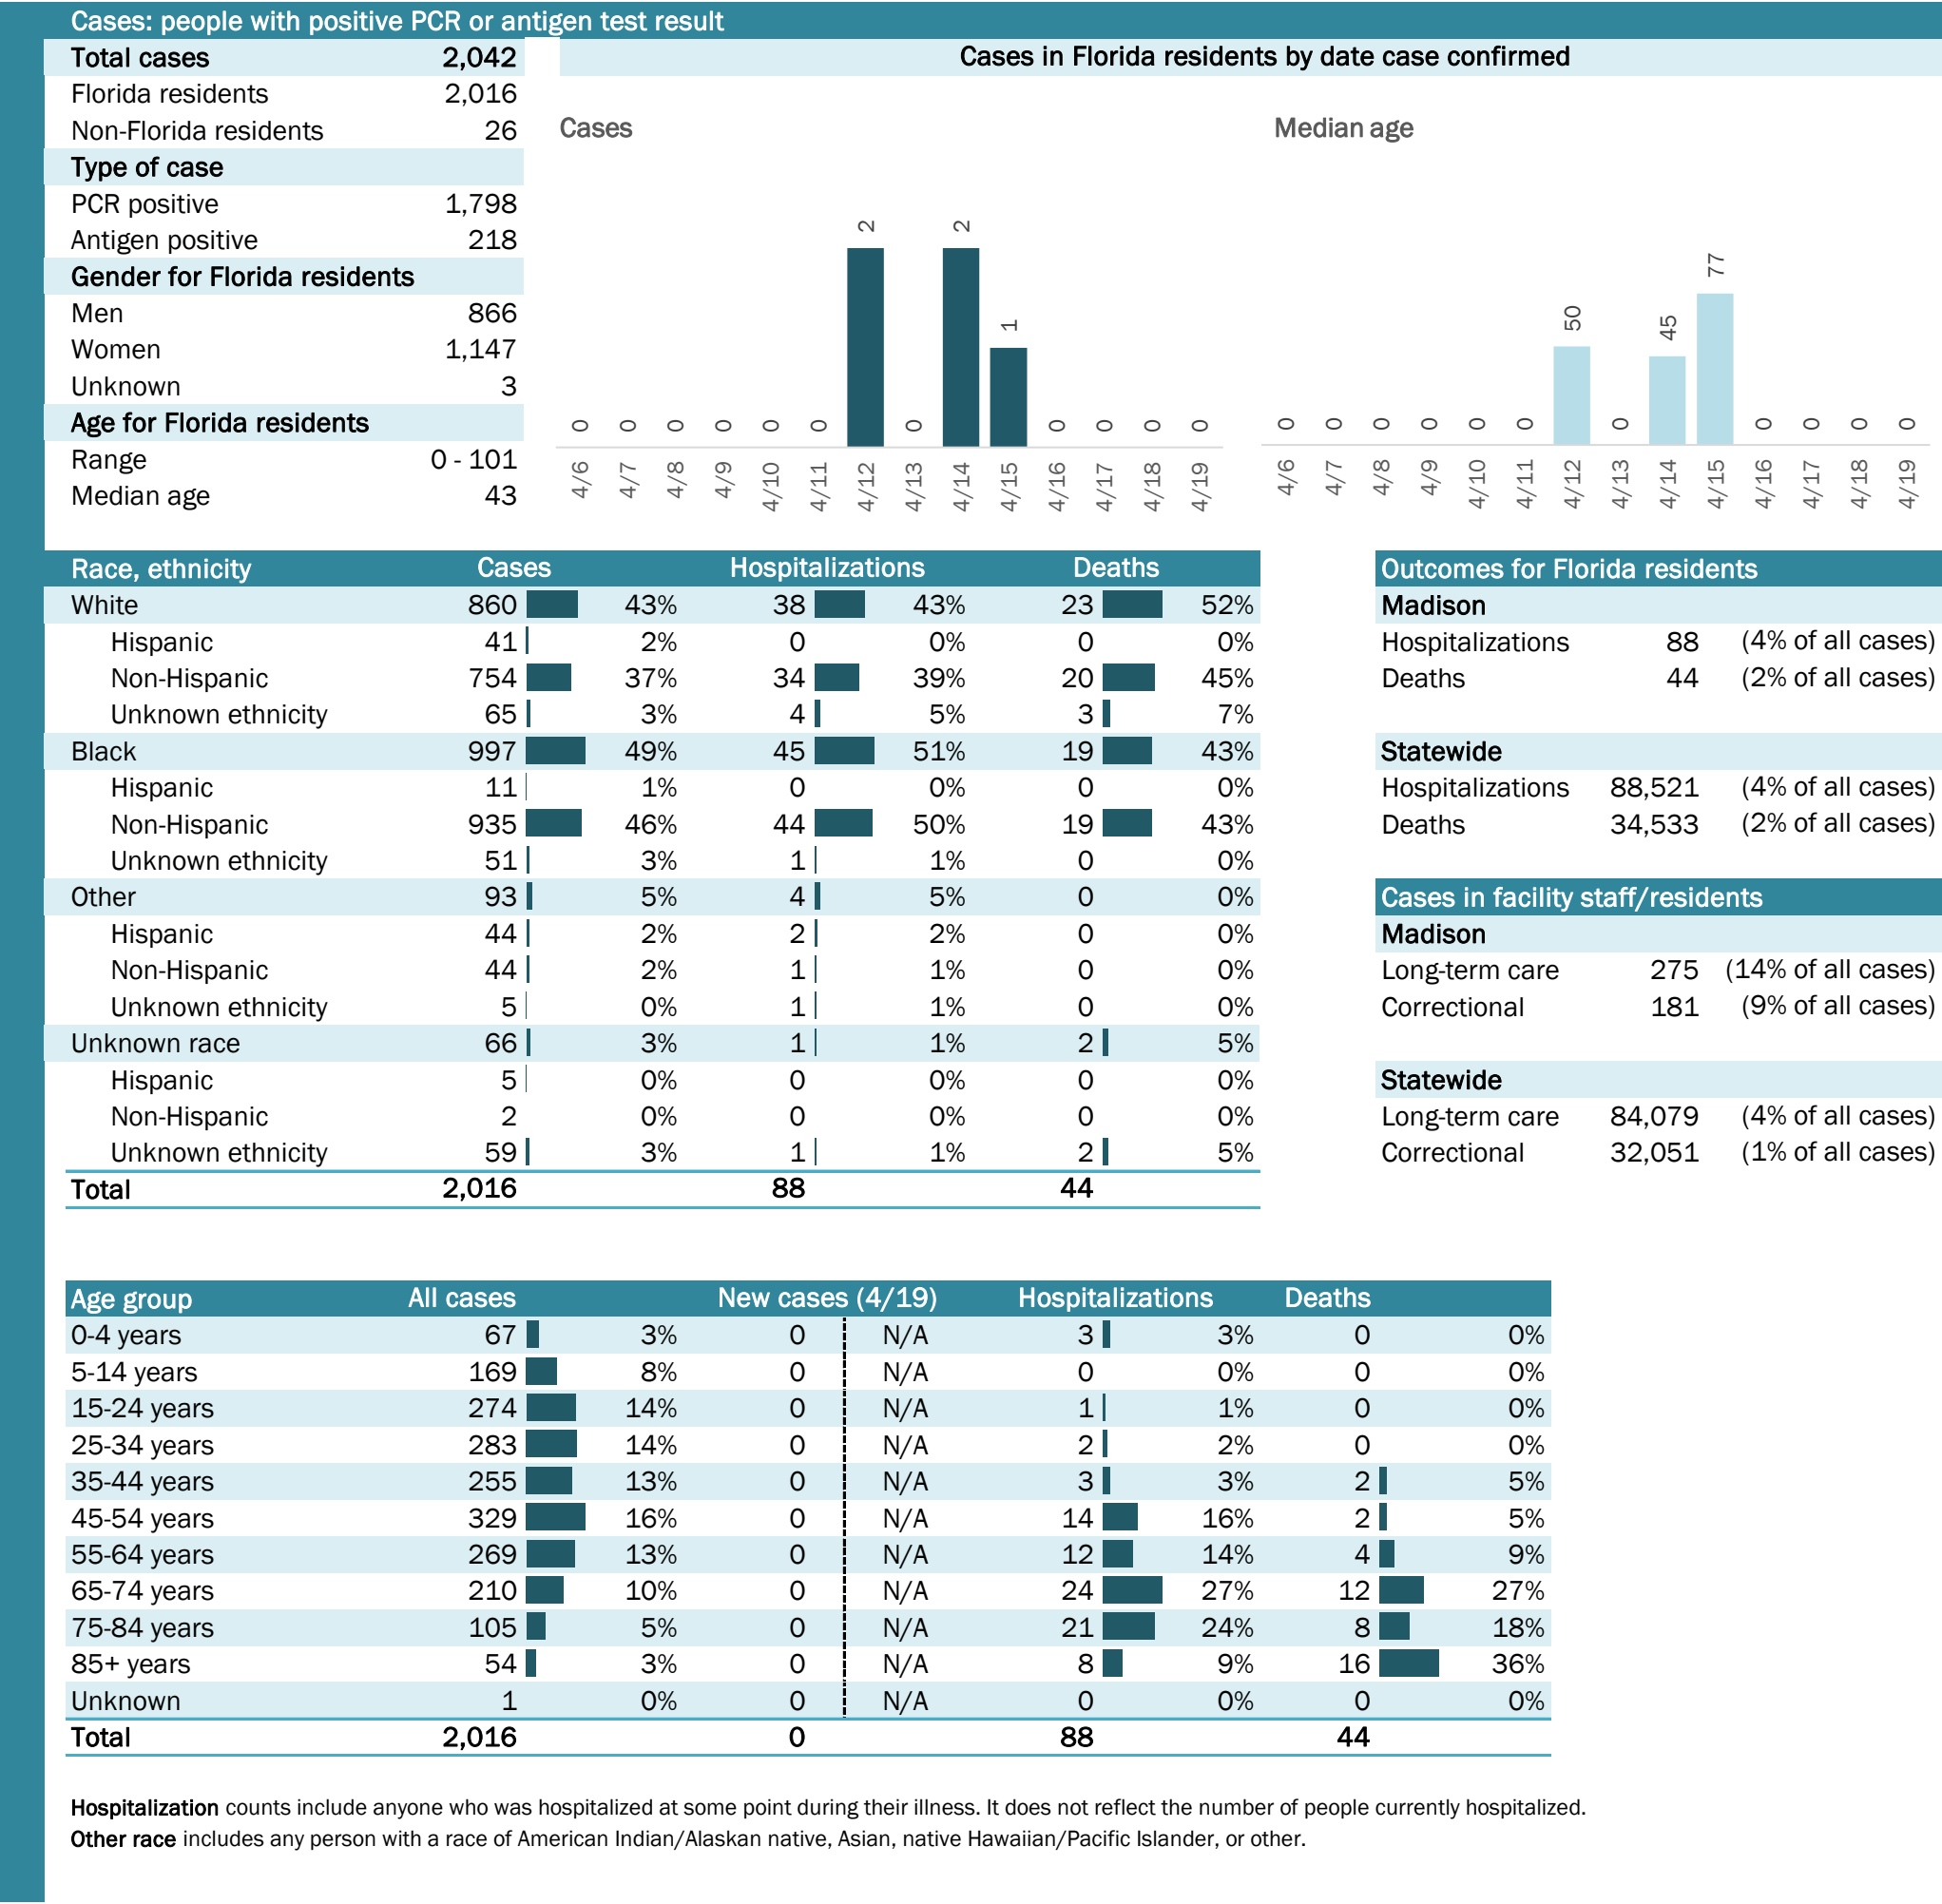 Cases: people with positive PCR or antigen test result
Total cases 2,042
Florida residents 2,016
Non-Florida residents 26
Type of case
PCR positive 1,798
Antigen positive 218
Gender for Florida residents
Men 866
Women 1,147
Unknown 3
Age for Florida residents
Range 0 - 101
Median age 43
Cases in Florida residents by date case confirmed
Cases
0 0 0 0 0 0 2 0 2 1 0 0 0 0
4/6 4/7 4/8 4/9 4/10 4/11 4/12 4/13 4/14 4/15 4/16 4/17 4/18 4/19
Median age
0 0 0 0 0 0 50 0 45 77 0 0 0 0
4/6 4/7 4/8 4/9 4/10 4/11 4/12 4/13 4/14 4/15 4/16 4/17 4/18 4/19
Race, ethnicity Cases Hospitalizations Deaths
White 860 43% 38 43% 23 52%
Hispanic 41 2% 0 0% 0 0%
Non-Hispanic 754 37% 34 39% 20 45%
Unknown ethnicity 65 3% 4 5% 3 7%
Black 997 49% 45 51% 19 43%
Hispanic 11 1% 0 0% 0 0%
Non-Hispanic 935 46% 44 50% 19 43%
Unknown ethnicity 51 3% 1 1% 0 0%
Other 93 5% 4 5% 0 0%
Hispanic 44 2% 2 2% 0 0%
Non-Hispanic 44 2% 1 1% 0 0%
Unknown ethnicity 5 0% 1 1% 0 0%
Unknown race 66 3% 1 1% 2 5%
Hispanic 5 0% 0 0% 0 0%
Non-Hispanic 2 0% 0 0% 0 0%
Unknown ethnicity 59 3% 1 1% 2 5%
Total 2,016 88 44
Outcomes for Florida residents
Madison
Hospitalizations 88 (4% of all cases)
Deaths 44 (2% of all cases)
Statewide
Hospitalizations 88,521 (4% of all cases)
Deaths 34,533 (2% of all cases)
Cases in facility staff/residents
Madison
Long-term care 275 (14% of all cases)
Correctional 181 (9% of all cases)
Statewide
Long-term care 84,079 (4% of all cases)
Correctional 32,051 (1% of all cases)
Age group All cases New cases (4/19) Hospitalizations Deaths
0-4 years 67 3% 0 N/A 3 3% 0 0%
5-14 years 169 8% 0 N/A 0 0% 0 0%
15-24 years 274 14% 0 N/A 1 1% 0 0%
25-34 years 283 14% 0 N/A 2 2% 0 0%
35-44 years 255 13% 0 N/A 3 3% 2 5%
45-54 years 329 16% 0 N/A 14 16% 2 5%
55-64 years 269 13% 0 N/A 12 14% 4 9%
65-74 years 210 10% 0 N/A 24 27% 12 27%
75-84 years 105 5% 0 N/A 21 24% 8 18%
85+ years 54 3% 0 N/A 8 9% 16 36%
Unknown 1 0% 0 N/A 0 0% 0 0%
Total 2,016 0 88 44
Hospitalization counts include anyone who was hospitalized at some point during their illness. It does not reflect the number of people currently hospitalized.
Other race includes any person with a race of American Indian/Alaskan native, Asian, native Hawaiian/Pacific Islander, or other.